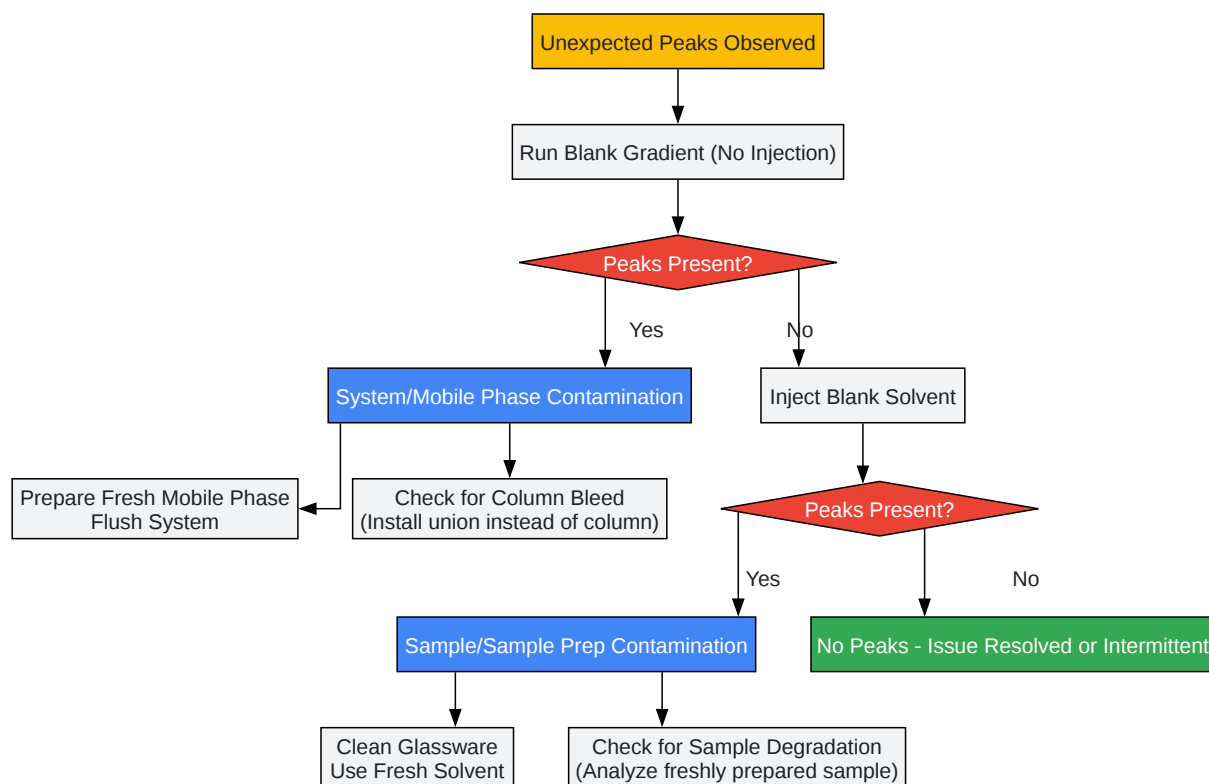 Unexpected Peaks Observed
Run Blank Gradient (No Injection)
Peaks Present?
Yes
No
System/Mobile Phase Contamination
Inject Blank Solvent
Prepare Fresh Mobile Phase
Flush System
Check for Column Bleed
(Install union instead of column)
Peaks Present?
Yes
No
Sample/Sample Prep Contamination
No Peaks - Issue Resolved or Intermittent
Clean Glassware
Use Fresh Solvent
Check for Sample Degradation
(Analyze freshly prepared sample)